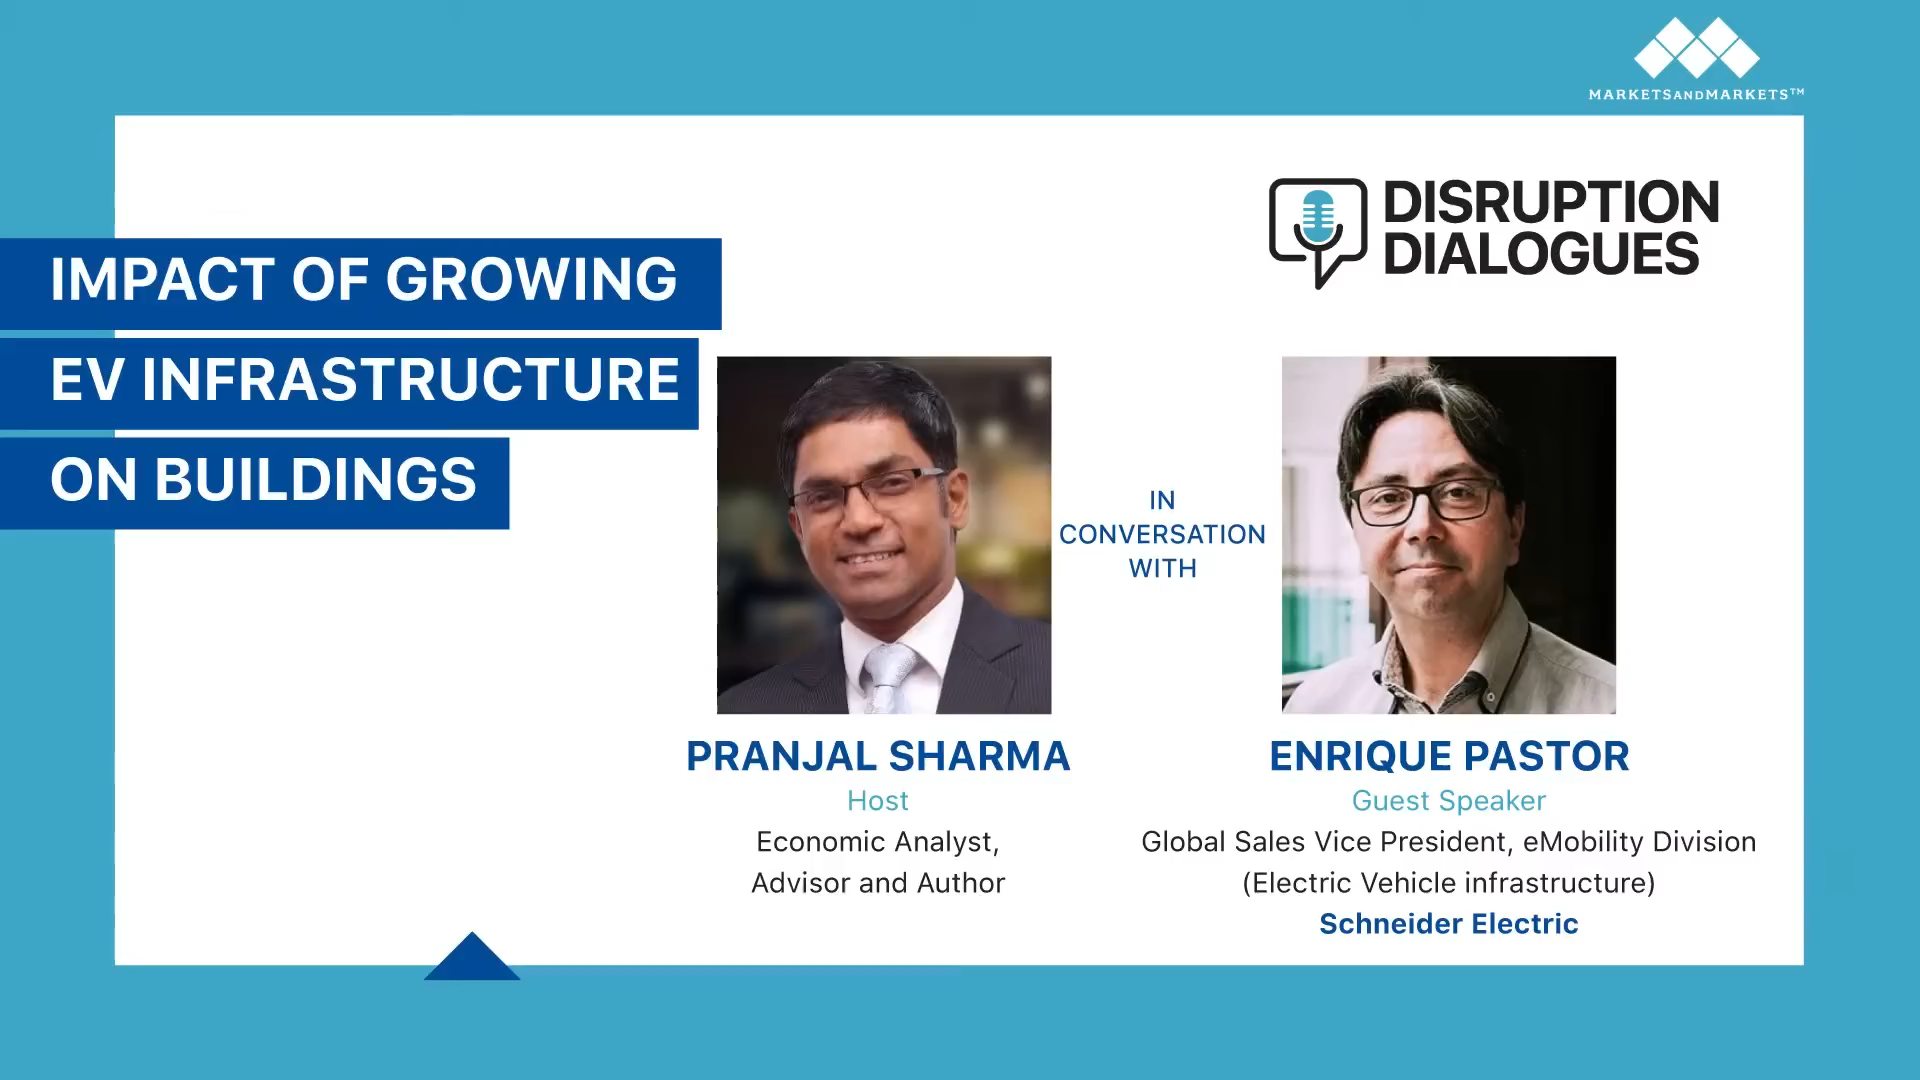 MARKETSANDMARKETS™
DISRUPTION
DIALOGUES
IMPACT OF GROWING
EV INFRASTRUCTURE
ON BUILDINGS
IN
CONVERSATION
WITH
PRANJAL SHARMA
Host
Economic Analyst,
Advisor and Author
ENRIQUE PASTOR
Guest Speaker
Global Sales Vice President, eMobility Division
(Electric Vehicle infrastructure)
Schneider Electric